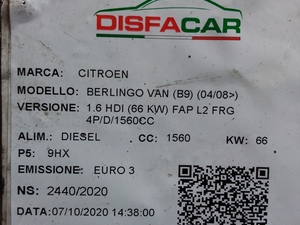 DISFACAR
MARCA: CITROEN
MODELLO: BERLINGO VAN (B9) (04/08>)
VERSIONE: 1.6 HDI (66 KW) FAP L2 FRG
4P/D/1560CC
ALIM.: DIESEL CC: 1560 KW: 66
P5: 9HX
EMISSIONE: EURO 3
NS: 2440/2020
DATA:07/10/2020 14:38:00